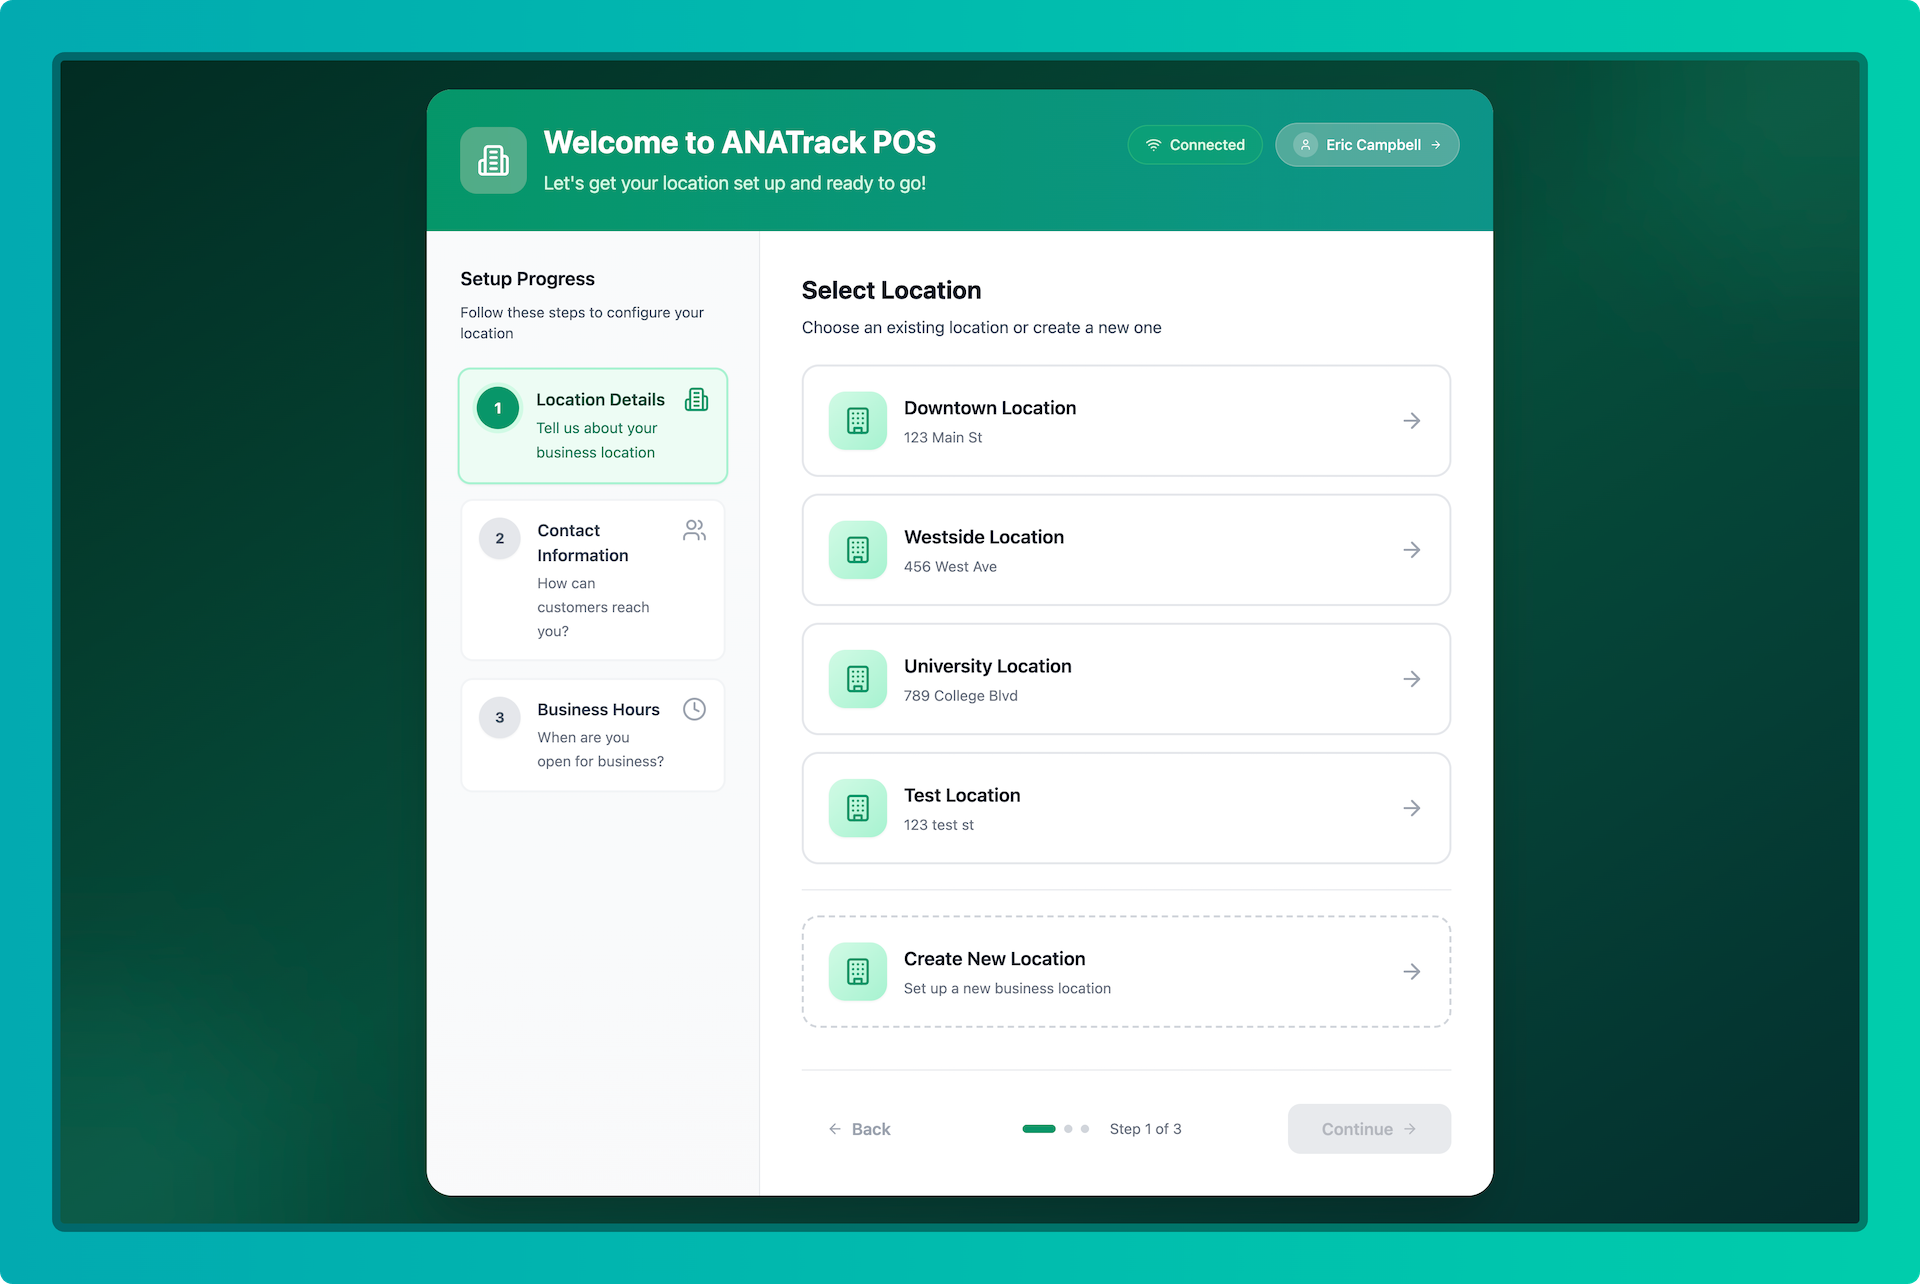 Welcome to ANATrack POS
Let's get your location set up and ready to go!
Connected
Eric Campbell
Setup Progress
Follow these steps to configure your
location
1
Location Details
Tell us about your
business location
2
Contact
Information
How can
customers reach
you?
3
Business Hours
When are you
open for business?
Select Location
Choose an existing location or create a new one
Downtown Location
123 Main St
Westside Location
456 West Ave
University Location
789 College Blvd
Test Location
123 test st
Create New Location
Set up a new business location
Back
Step 1 of 3
Continue